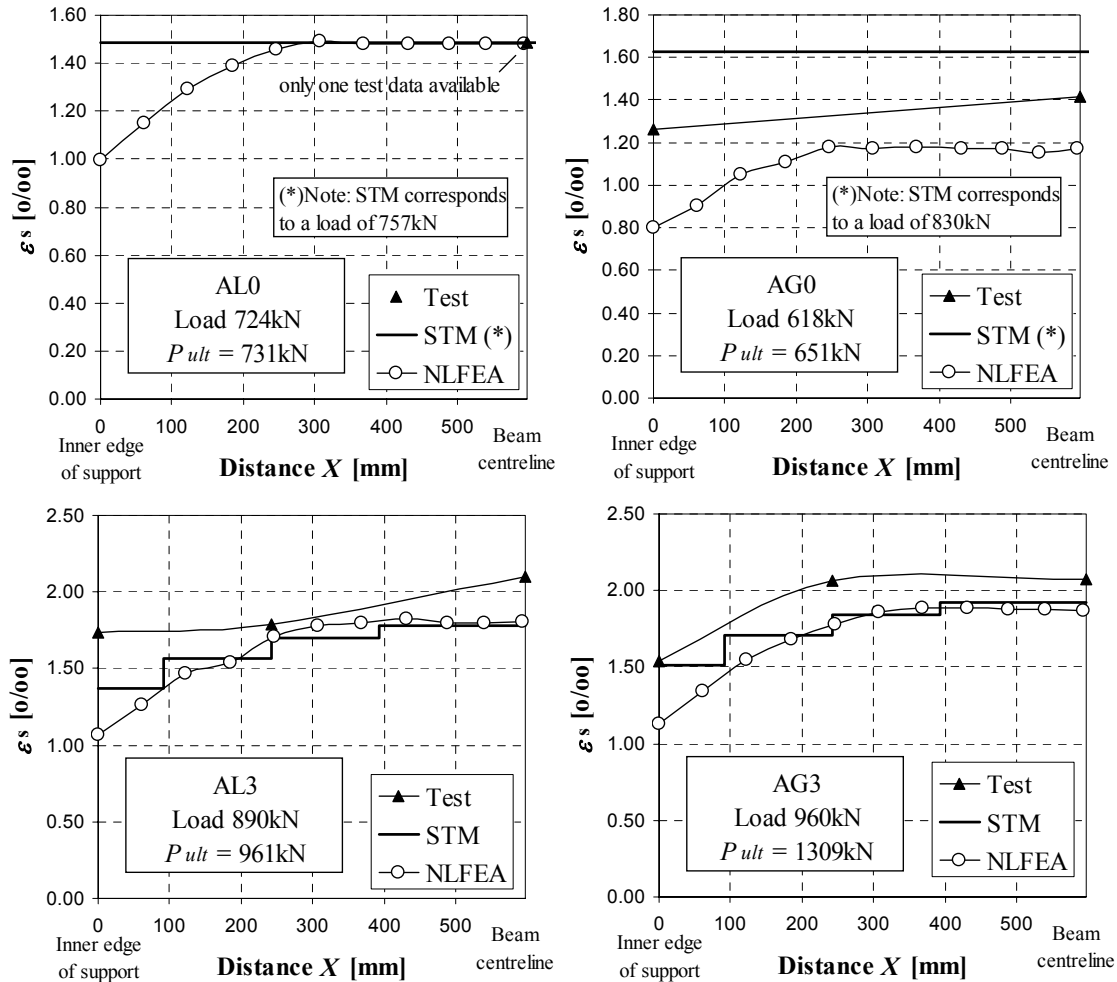 1.60
1.40
1.20
1.00
0.80
0.60
0.40
0.20
0.00
εs [o/oo]
only one test data available
(*)Note: STM corresponds
to a load of 757kN
AL0
Load 724kN
P ult = 731kN
Test
STM (*)
NLFEA
0 100 200 300 400 500
Inner edge
of support
Distance X [mm]
Beam
centreline
1.80
1.60
1.40
1.20
1.00
0.80
0.60
0.40
0.20
0.00
εs [o/oo]
(*)Note: STM corresponds
to a load of 830kN
AG0
Load 618kN
P ult = 651kN
Test
STM (*)
NLFEA
0 100 200 300 400 500
Inner edge
of support
Distance X [mm]
Beam
centreline
2.50
2.00
1.50
1.00
0.50
0.00
εs [o/oo]
AL3
Load 890kN
P ult = 961kN
Test
STM
NLFEA
0 100 200 300 400 500
Inner edge
of support
Distance X [mm]
Beam
centreline
2.50
2.00
1.50
1.00
0.50
0.00
εs [o/oo]
AG3
Load 960kN
P ult = 1309kN
Test
STM
NLFEA
0 100 200 300 400 500
Inner edge
of support
Distance X [mm]
Beam
centreline